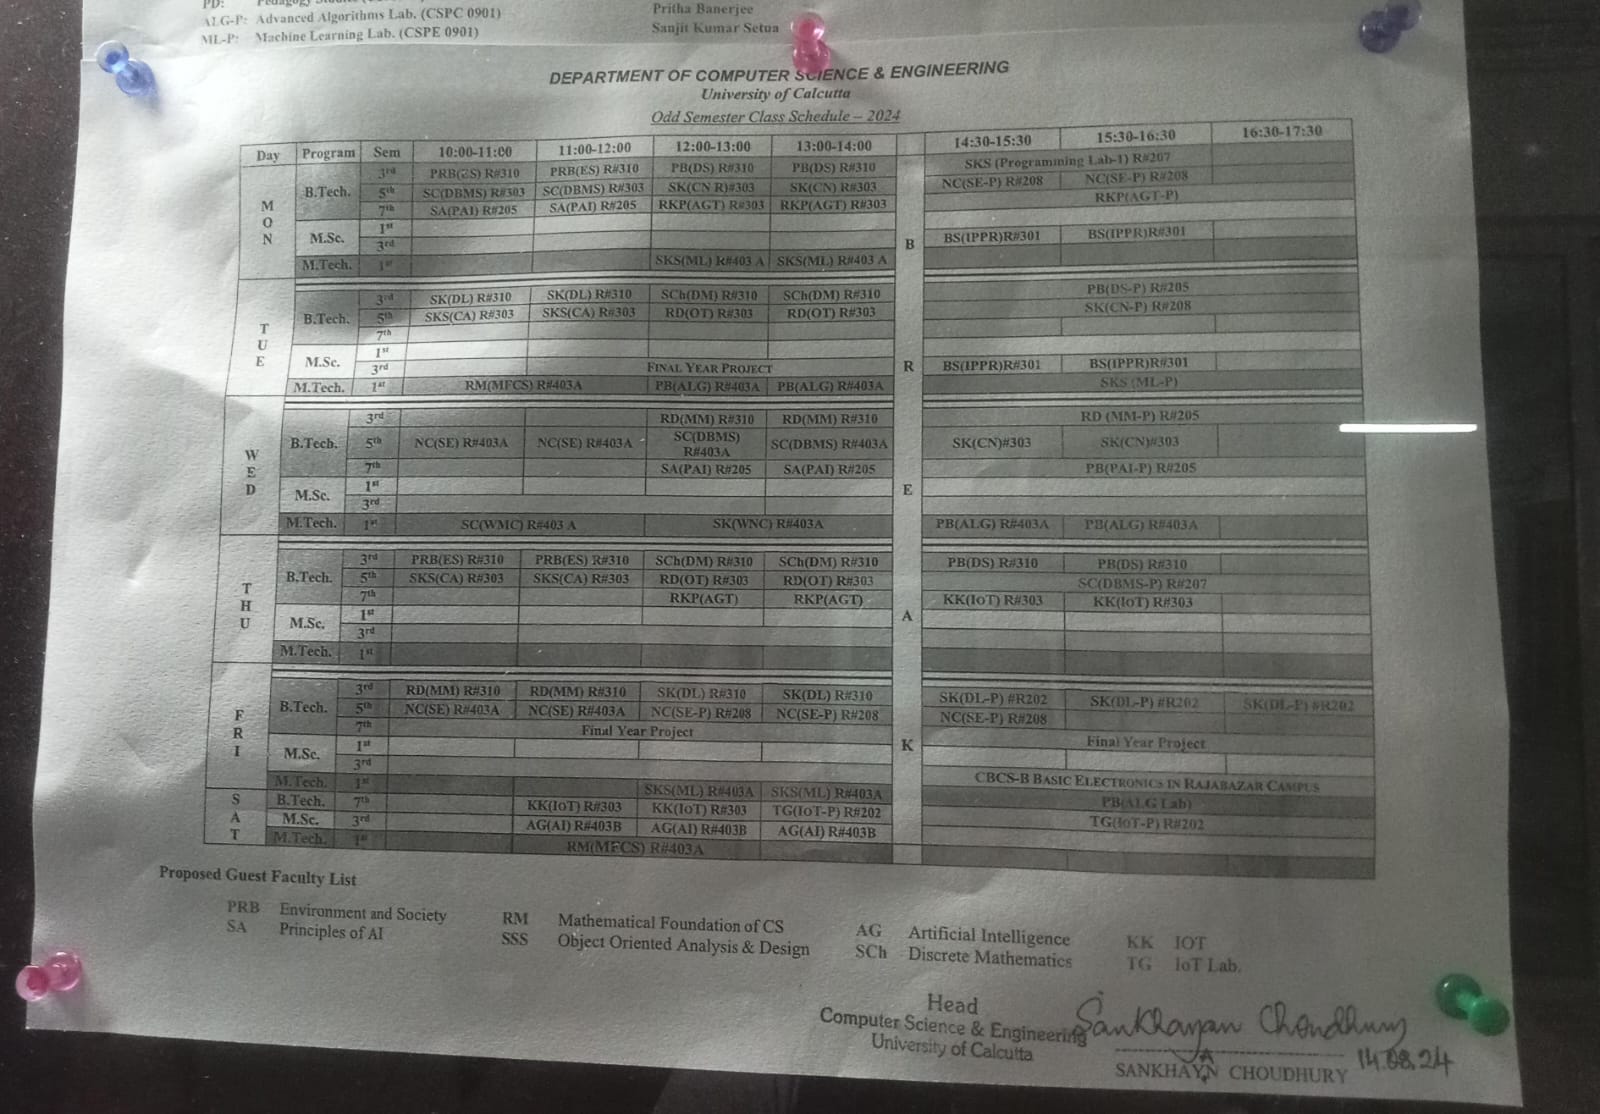 PD:
ALG-P: Advanced Algorithms Lab. (CSPC 0901)
ML-P: Machine Learning Lab. (CSPE 0901)
Pritha Banerjee
Sanjit Kumar Setua
DEPARTMENT OF COMPUTER SCIENCE & ENGINEERING
University of Calcutta
Odd Semester Class Schedule – 2024
Day Program Sem 10:00-11:00 11:00-12:00 12:00-13:00 13:00-14:00 14:30-15:30 15:30-16:30 16:30-17:30
BREAK
MON
B.Tech. 3rd PRB(ES) R#310 PRB(ES) R#310 PB(DS) R#310 PB(DS) R#310 SKS (Programming Lab-1) R#207
5th SC(DBMS) R#303 SC(DBMS) R#303 SK(CN R)#303 SK(CN) R#303 NC(SE-P) R#208 NC(SE-P) R#208
7th SA(PAI) R#205 SA(PAI) R#205 RKP(AGT) R#303 RKP(AGT) R#303 RKP(AGT-P)
M.Sc. 1st
3rd BS(IPPR)R#301 BS(IPPR)R#301
M.Tech. 1st SKS(ML) R#403 A SKS(ML) R#403 A
TUE
B.Tech. 3rd SK(DL) R#310 SK(DL) R#310 SCh(DM) R#310 SCh(DM) R#310 PB(DS-P) R#205
5th SKS(CA) R#303 SKS(CA) R#303 RD(OT) R#303 RD(OT) R#303 SK(CN-P) R#208
7th
M.Sc. 1st
3rd FINAL YEAR PROJECT BS(IPPR)R#301 BS(IPPR)R#301
M.Tech. 1st RM(MFCS) R#403A PB(ALG) R#403A PB(ALG) R#403A SKS (ML-P)
WED
B.Tech. 3rd RD(MM) R#310 RD(MM) R#310 RD (MM-P) R#205
5th NC(SE) R#403A NC(SE) R#403A SC(DBMS) R#403A SC(DBMS) R#403A SK(CN)#303 SK(CN)#303
7th SA(PAI) R#205 SA(PAI) R#205 PB(PAI-P) R#205
M.Sc. 1st
3rd
M.Tech. 1st SC(WMC) R#403 A SK(WNC) R#403A PB(ALG) R#403A PB(ALG) R#403A
THU
B.Tech. 3rd PRB(ES) R#310 PRB(ES) R#310 SCh(DM) R#310 SCh(DM) R#310 PB(DS) R#310 PB(DS) R#310
5th SKS(CA) R#303 SKS(CA) R#303 RD(OT) R#303 RD(OT) R#303 SC(DBMS-P) R#207
7th RKP(AGT) RKP(AGT) KK(IoT) R#303 KK(IoT) R#303
M.Sc. 1st
3rd
M.Tech. 1st
FRI
B.Tech. 3rd RD(MM) R#310 RD(MM) R#310 SK(DL) R#310 SK(DL) R#310 SK(DL-P) #R202 SK(DL-P) #R202 SK(DL-P) #R202
5th NC(SE) R#403A NC(SE) R#403A NC(SE-P) R#208 NC(SE-P) R#208 NC(SE-P) R#208
7th Final Year Project Final Year Project
M.Sc. 1st
3rd CBCS-B BASIC ELECTRONICS IN RAJABAZAR CAMPUS
M.Tech. 1st SKS(ML) R#403A SKS(ML) R#403A PB(ALG Lab)
SAT
B.Tech. 7th KK(IoT) R#303 KK(IoT) R#303 TG(IoT-P) R#202 TG(IoT-P) R#202
M.Sc. 3rd AG(AI) R#403B AG(AI) R#403B AG(AI) R#403B
M.Tech. 1st RM(MFCS) R#403A
Proposed Guest Faculty List
PRB Environment and Society RM Mathematical Foundation of CS AG Artificial Intelligence KK IOT
SA Principles of AI SSS Object Oriented Analysis & Design SCh Discrete Mathematics TG IoT Lab.
Head
Computer Science & Engineering
University of Calcutta
Sankhayan Choudhury
14.08.24
SANKHAYN CHOUDHURY
A